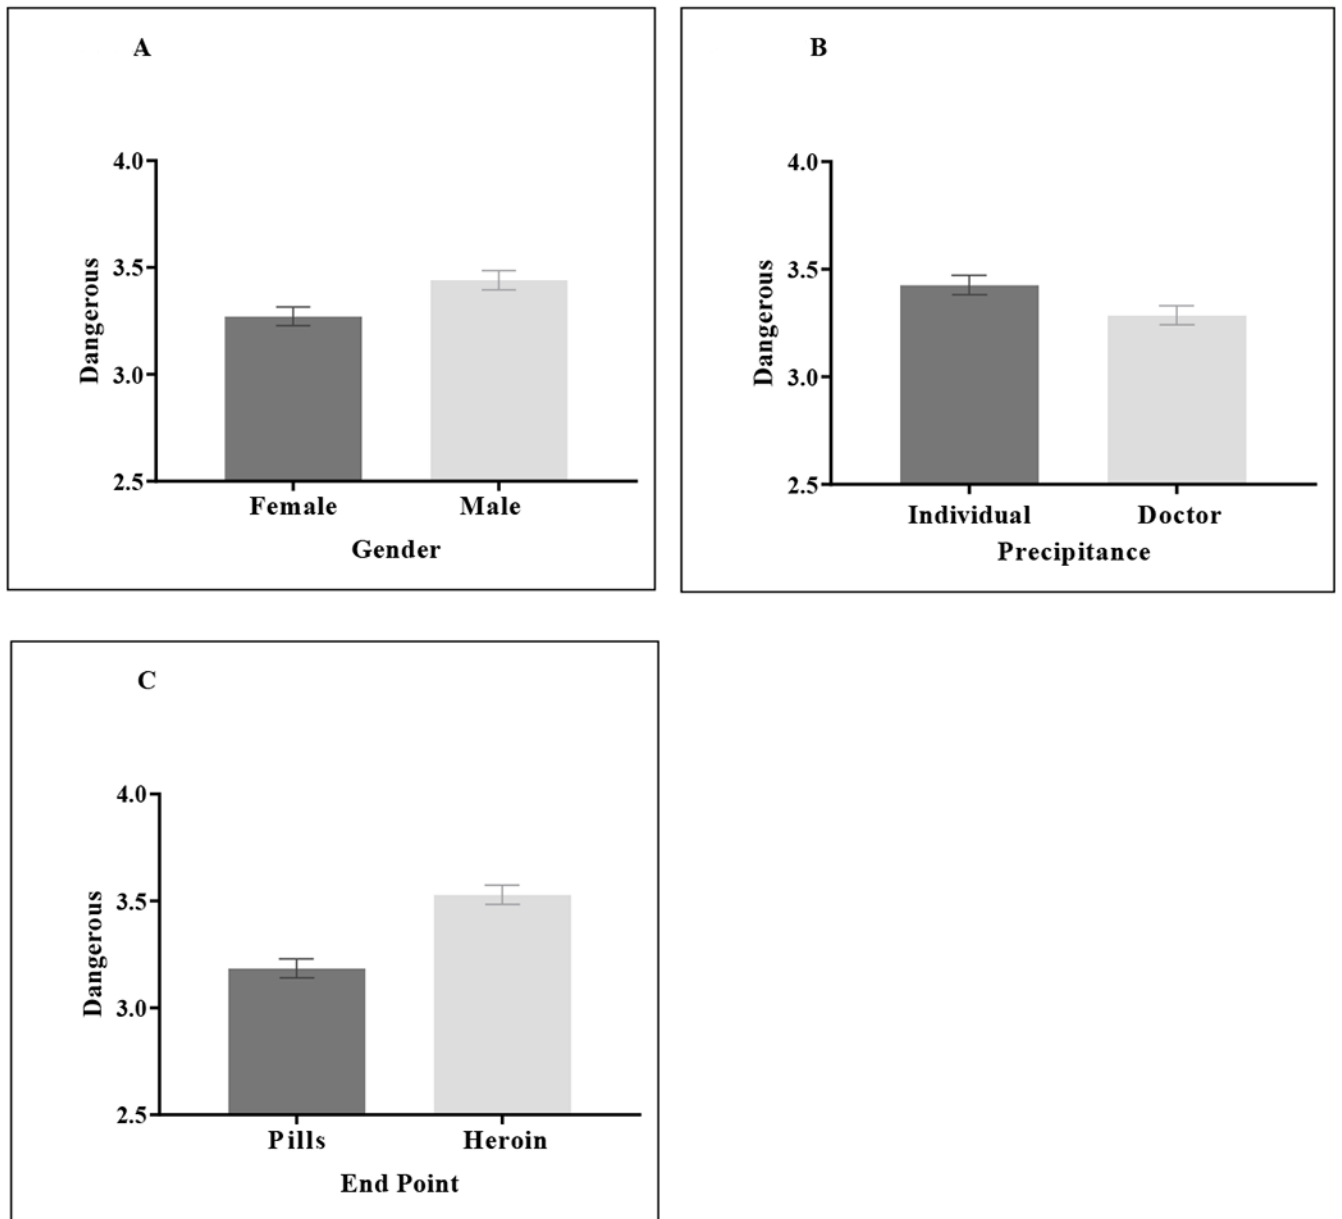 A
4.0
3.5
3.0
2.5
Dangerous
Female Male
Gender
B
4.0
3.5
3.0
2.5
Dangerous
Individual Doctor
Precipitance
C
4.0
3.5
3.0
2.5
Dangerous
Pills Heroin
End Point